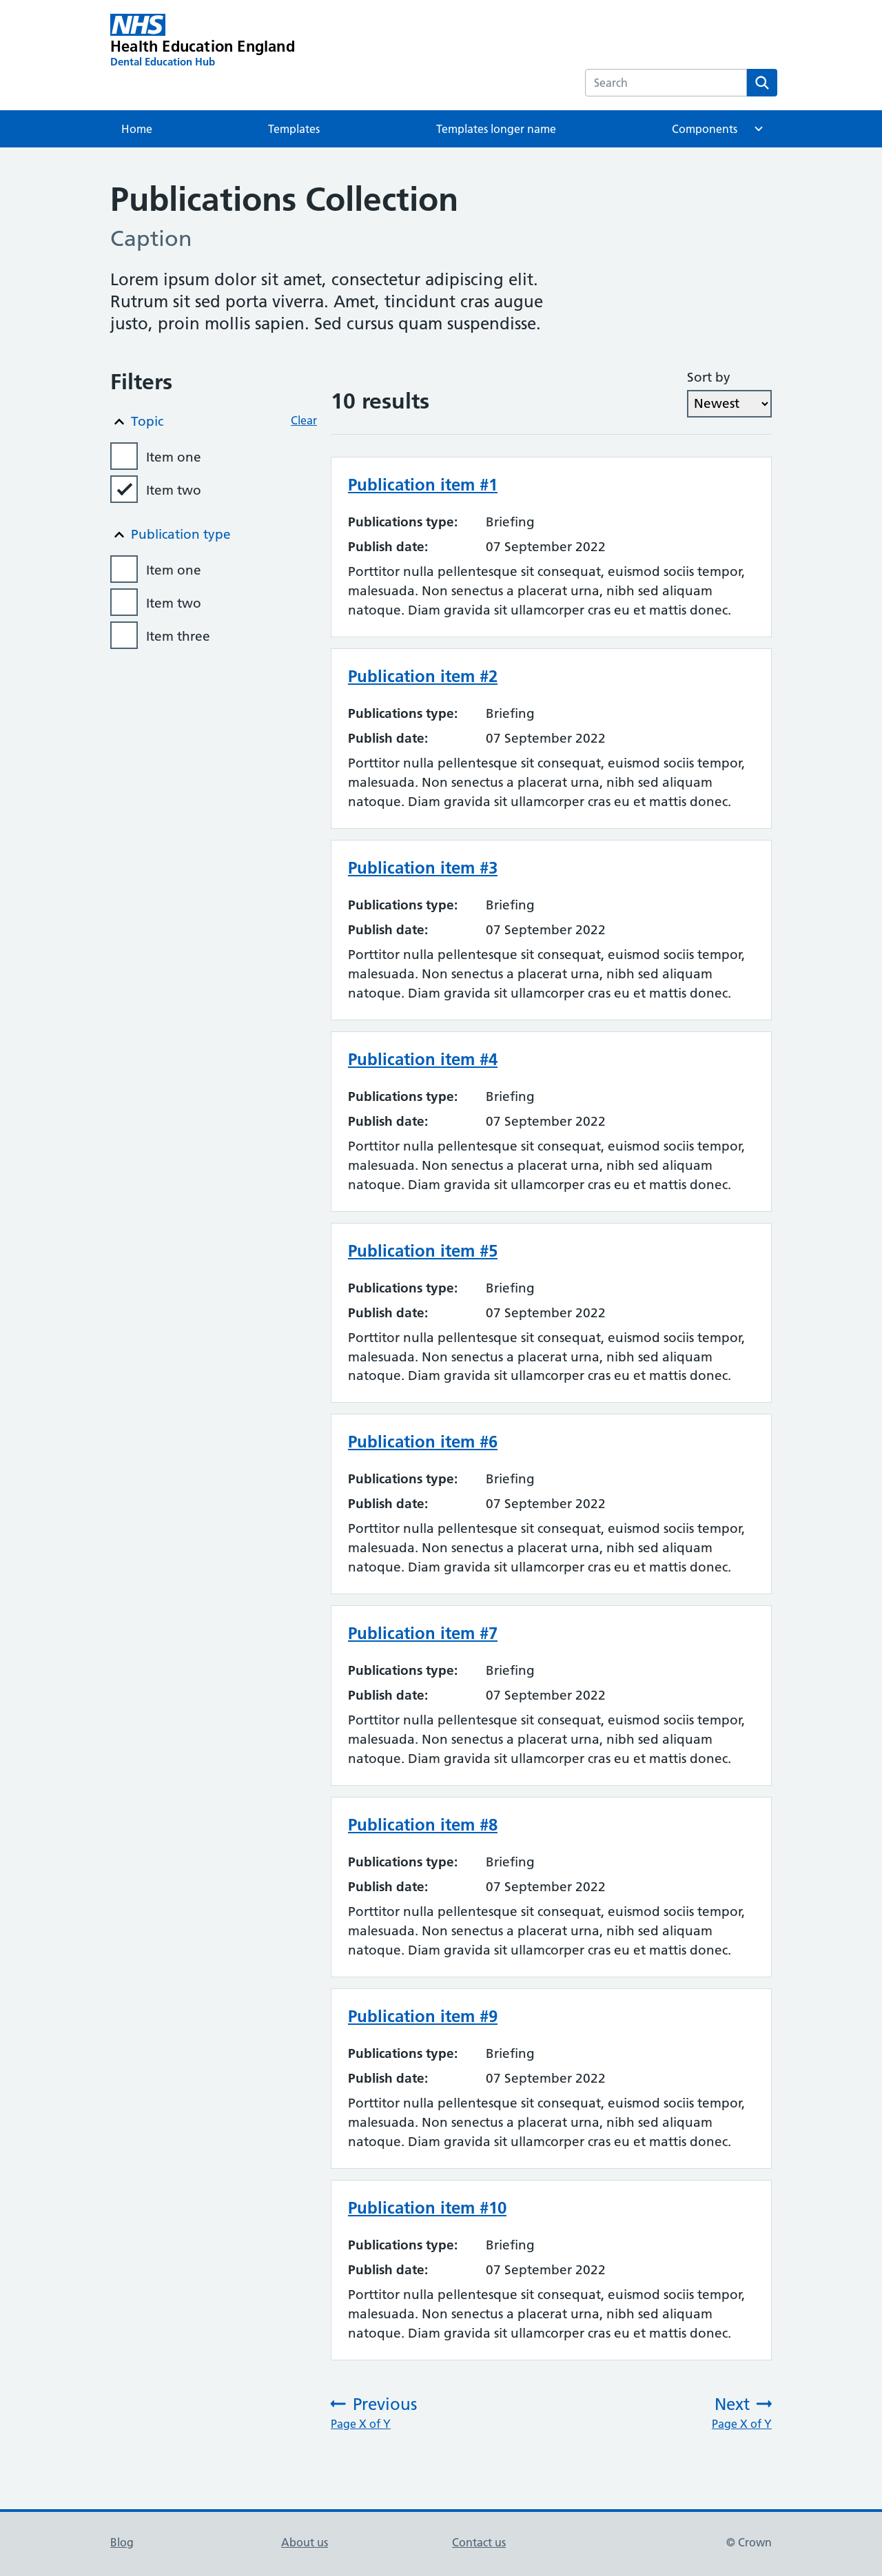 NHS
Health Education England
Dental Education Hub
Search
Home
Templates
Templates longer name
Components
Publications Collection
Caption
Lorem ipsum dolor sit amet, consectetur adipiscing elit.
Rutrum sit sed porta viverra. Amet, tincidunt cras augue
justo, proin mollis sapien. Sed cursus quam suspendisse.
Filters
Topic
Clear
Item one
Item two
Publication type
Item one
Item two
Item three
10 results
Sort by
Newest
Publication item #1
Publications type: Briefing
Publish date: 07 September 2022
Porttitor nulla pellentesque sit consequat, euismod sociis tempor,
malesuada. Non senectus a placerat urna, nibh sed aliquam
natoque. Diam gravida sit ullamcorper cras eu et mattis donec.
Publication item #2
Publications type: Briefing
Publish date: 07 September 2022
Porttitor nulla pellentesque sit consequat, euismod sociis tempor,
malesuada. Non senectus a placerat urna, nibh sed aliquam
natoque. Diam gravida sit ullamcorper cras eu et mattis donec.
Publication item #3
Publications type: Briefing
Publish date: 07 September 2022
Porttitor nulla pellentesque sit consequat, euismod sociis tempor,
malesuada. Non senectus a placerat urna, nibh sed aliquam
natoque. Diam gravida sit ullamcorper cras eu et mattis donec.
Publication item #4
Publications type: Briefing
Publish date: 07 September 2022
Porttitor nulla pellentesque sit consequat, euismod sociis tempor,
malesuada. Non senectus a placerat urna, nibh sed aliquam
natoque. Diam gravida sit ullamcorper cras eu et mattis donec.
Publication item #5
Publications type: Briefing
Publish date: 07 September 2022
Porttitor nulla pellentesque sit consequat, euismod sociis tempor,
malesuada. Non senectus a placerat urna, nibh sed aliquam
natoque. Diam gravida sit ullamcorper cras eu et mattis donec.
Publication item #6
Publications type: Briefing
Publish date: 07 September 2022
Porttitor nulla pellentesque sit consequat, euismod sociis tempor,
malesuada. Non senectus a placerat urna, nibh sed aliquam
natoque. Diam gravida sit ullamcorper cras eu et mattis donec.
Publication item #7
Publications type: Briefing
Publish date: 07 September 2022
Porttitor nulla pellentesque sit consequat, euismod sociis tempor,
malesuada. Non senectus a placerat urna, nibh sed aliquam
natoque. Diam gravida sit ullamcorper cras eu et mattis donec.
Publication item #8
Publications type: Briefing
Publish date: 07 September 2022
Porttitor nulla pellentesque sit consequat, euismod sociis tempor,
malesuada. Non senectus a placerat urna, nibh sed aliquam
natoque. Diam gravida sit ullamcorper cras eu et mattis donec.
Publication item #9
Publications type: Briefing
Publish date: 07 September 2022
Porttitor nulla pellentesque sit consequat, euismod sociis tempor,
malesuada. Non senectus a placerat urna, nibh sed aliquam
natoque. Diam gravida sit ullamcorper cras eu et mattis donec.
Publication item #10
Publications type: Briefing
Publish date: 07 September 2022
Porttitor nulla pellentesque sit consequat, euismod sociis tempor,
malesuada. Non senectus a placerat urna, nibh sed aliquam
natoque. Diam gravida sit ullamcorper cras eu et mattis donec.
Previous
Page X of Y
Next
Page X of Y
Blog
About us
Contact us
© Crown